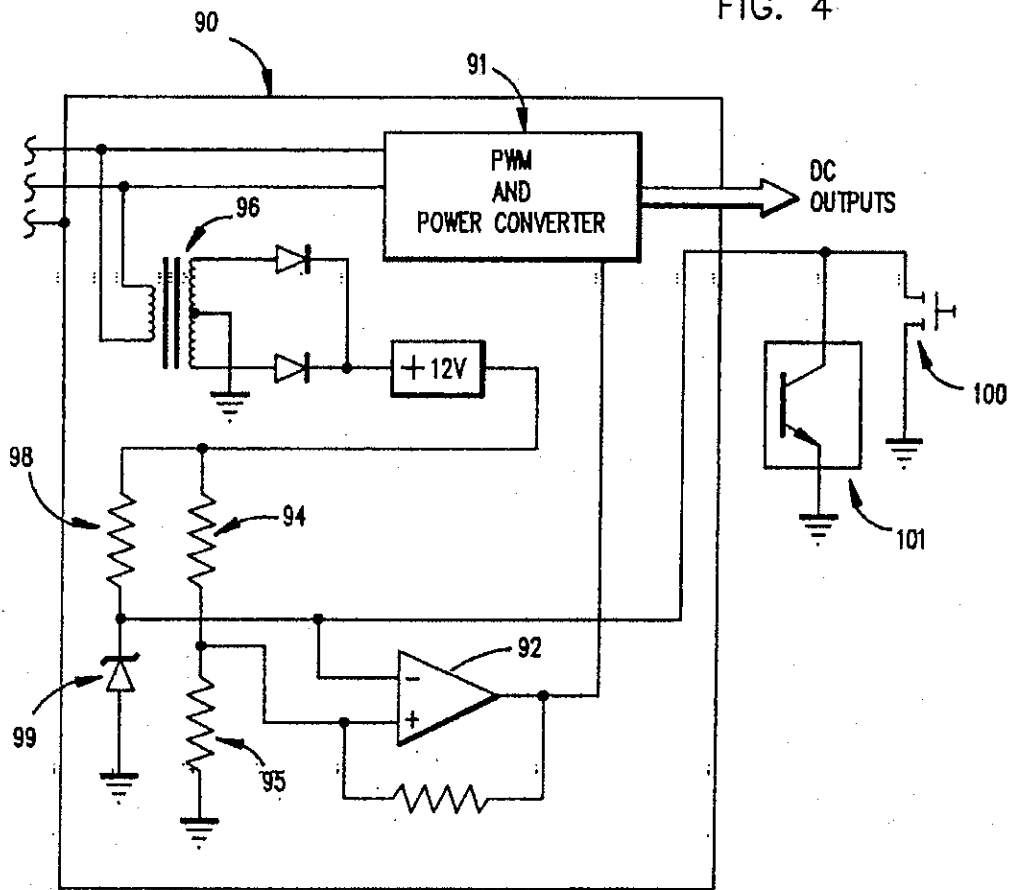 FIG. 4
90
91
PWM
AND
POWER CONVERTER
DC
OUTPUTS
96
+ 12V
100
98
94
101
92
-
+
99
95